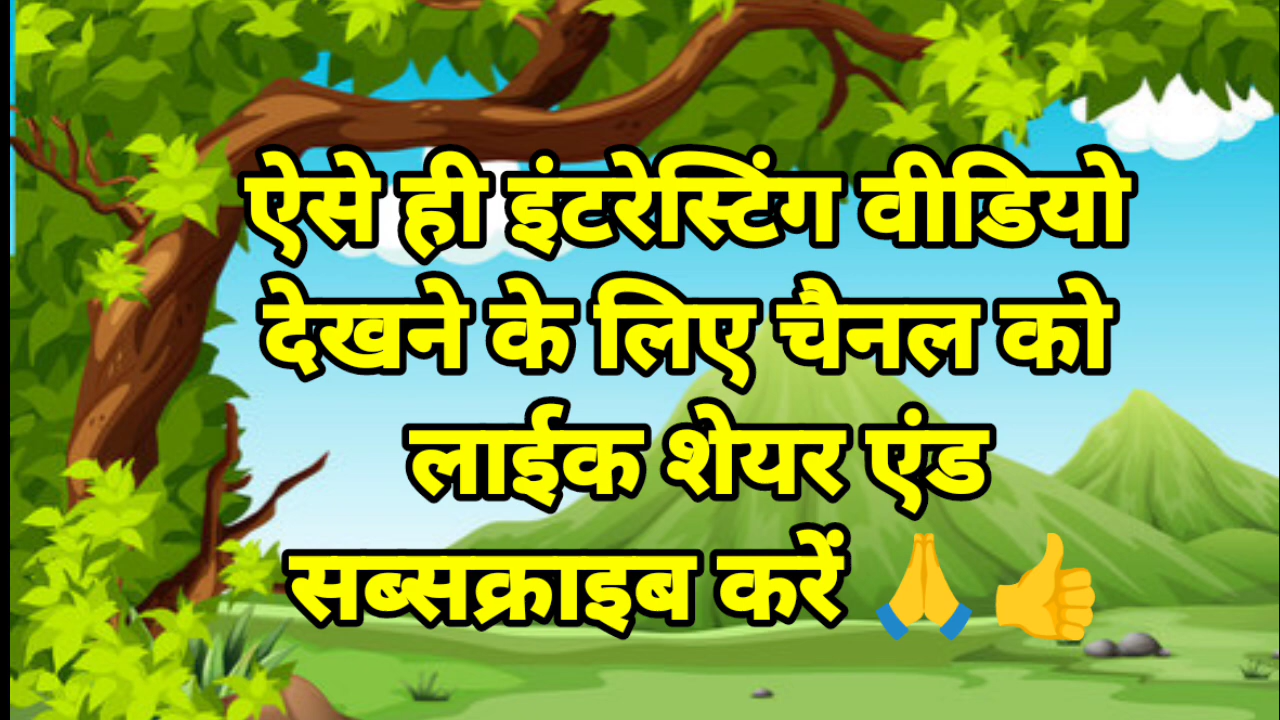 ऐसे ही इंटरेस्टिंग वीडियो
देखने के लिए चैनल को
लाईक शेयर एंड
सब्सक्राइब करें 🙏👍